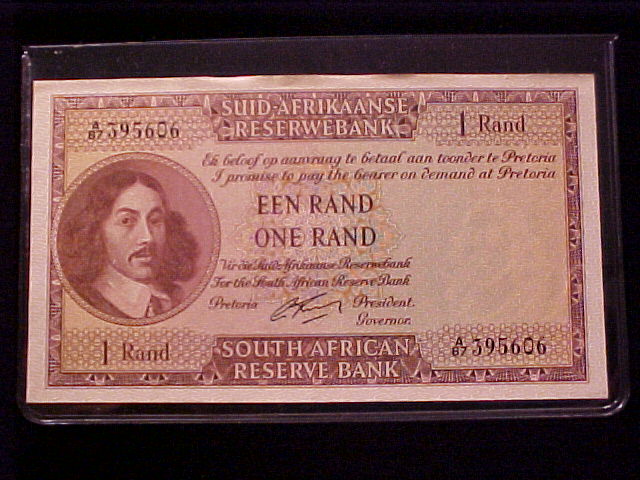 SUID-AFRIKAANSE
RESERWEBANK
A/87 395606
1 Rand
Ek beloof op aanvraag te betaal aan toonder te Pretoria
I promise to pay the bearer on demand at Pretoria
EEN RAND
ONE RAND
Vir die Suid-Afrikaanse Reserwebank
For the South African Reserve Bank
Pretoria President.
Governor.
1 Rand
SOUTH AFRICAN
RESERVE BANK
A/87 395606